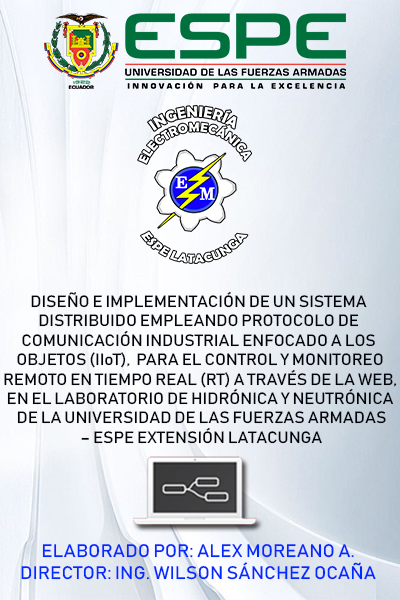 ESPE
UNIVERSIDAD DE LAS FUERZAS ARMADAS
INNOVACIÓN PARA LA EXCELENCIA
ECUADOR
INGENIERÍA
ELECTROMECÁNICA
E M
ESPE LATACUNGA
DISEÑO E IMPLEMENTACIÓN DE UN SISTEMA
DISTRIBUIDO EMPLEANDO PROTOCOLO DE
COMUNICACIÓN INDUSTRIAL ENFOCADO A LOS
OBJETOS (IIoT), PARA EL CONTROL Y MONITOREO
REMOTO EN TIEMPO REAL (RT) A TRAVÉS DE LA WEB,
EN EL LABORATORIO DE HIDRÓNICA Y NEUTRÓNICA
DE LA UNIVERSIDAD DE LAS FUERZAS ARMADAS
– ESPE EXTENSIÓN LATACUNGA
ELABORADO POR: ALEX MOREANO A.
DIRECTOR: ING. WILSON SÁNCHEZ OCAÑA